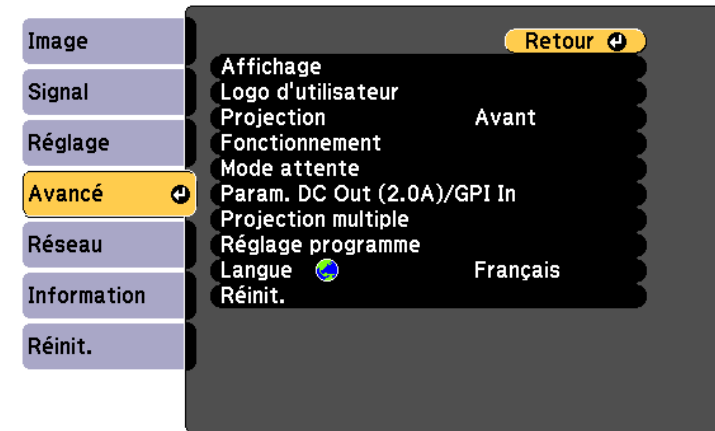 Image
Signal
Réglage
Avancé
Réseau
Information
Réinit.
Retour
Affichage
Logo d'utilisateur
Projection Avant
Fonctionnement
Mode attente
Param. DC Out (2.0A)/GPI In
Projection multiple
Réglage programme
Langue Français
Réinit.